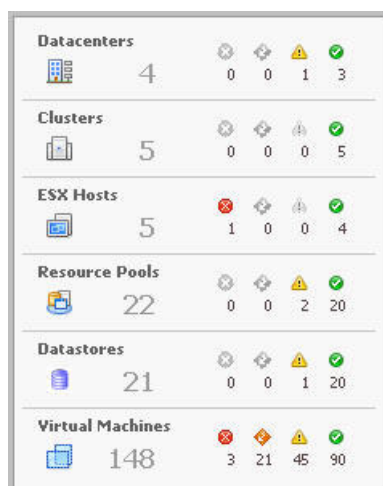 Datacenters
4 0 0 1 3
Clusters
5 0 0 0 5
ESX Hosts
5 1 0 0 4
Resource Pools
22 0 0 2 20
Datastores
21 0 0 1 20
Virtual Machines
148 3 21 45 90